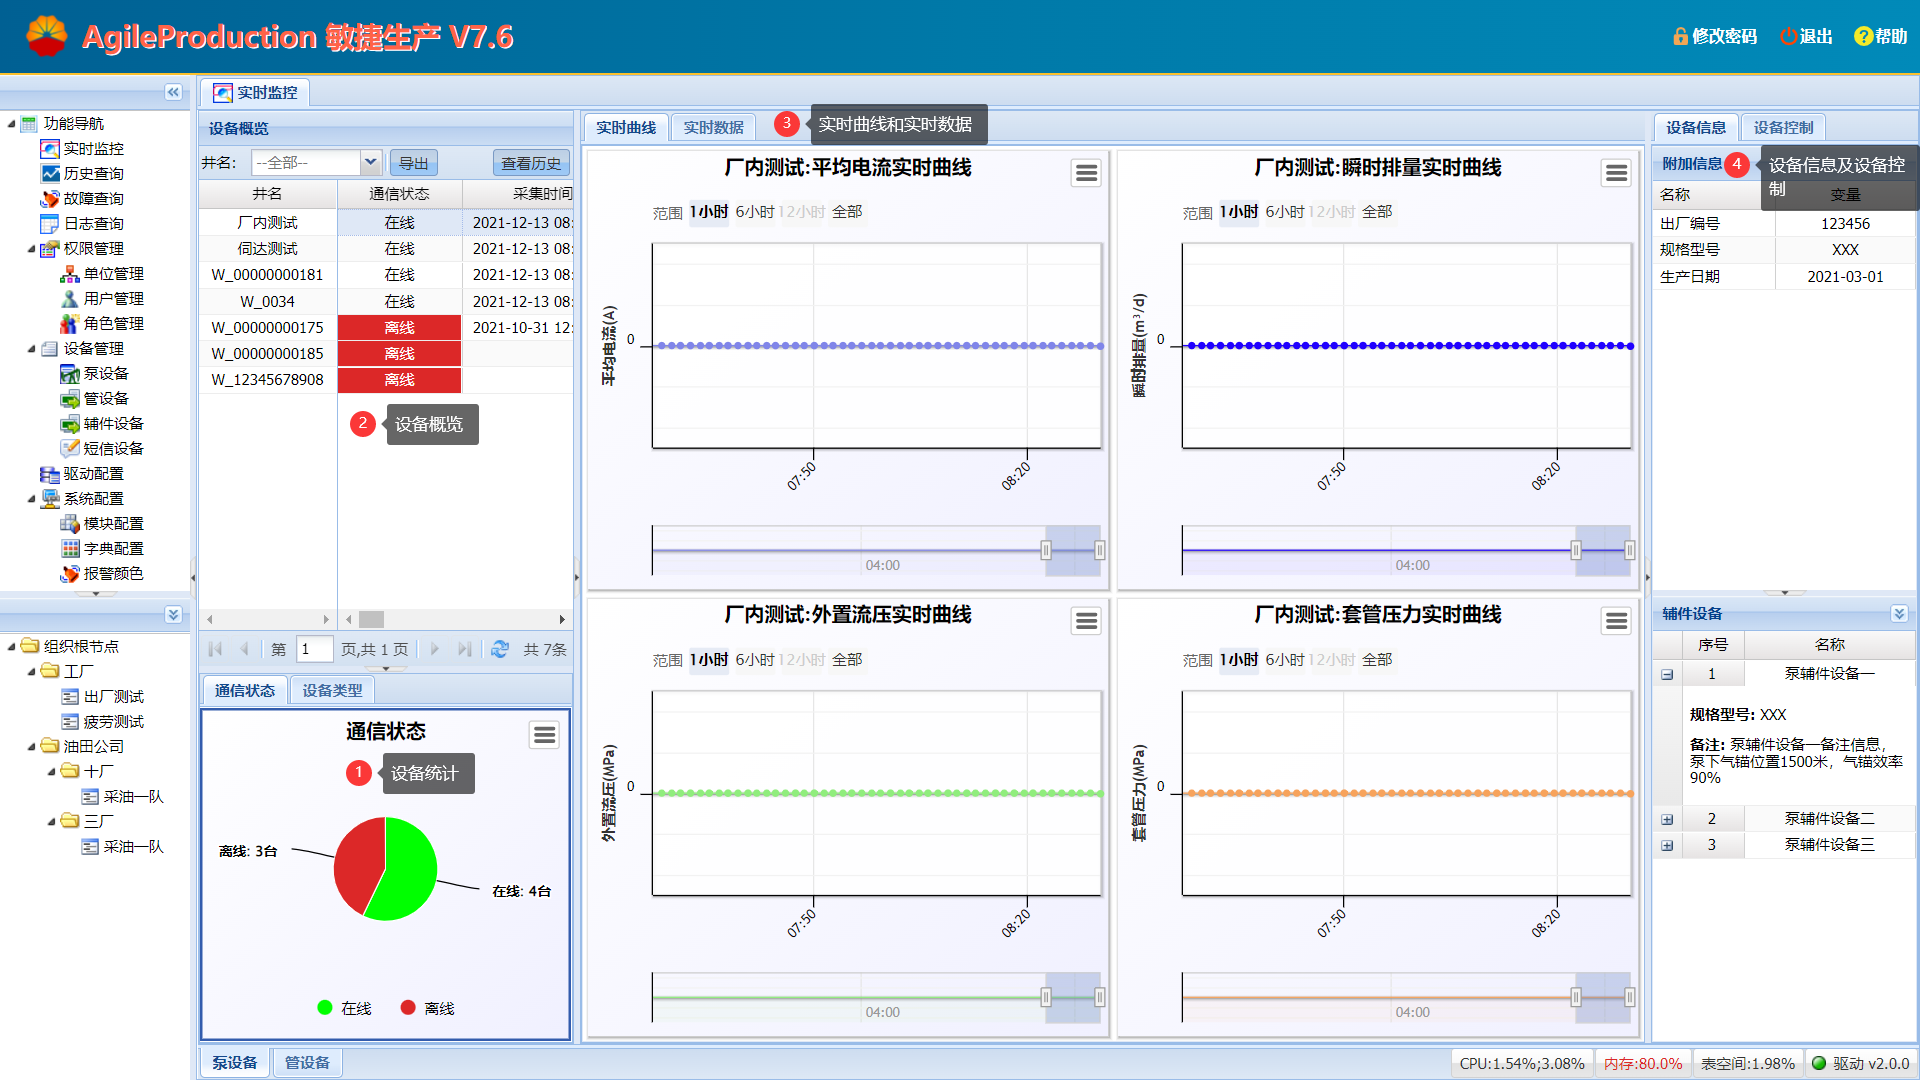 AgileProduction 敏捷生产 V7.6
修改密码
退出
帮助
功能导航
实时监控
历史查询
故障查询
日志查询
权限管理
单位管理
用户管理
角色管理
设备管理
泵设备
管设备
辅件设备
短信设备
驱动配置
系统配置
模块配置
字典配置
报警颜色
组织根节点
工厂
出厂测试
疲劳测试
油田公司
十厂
采油一队
三厂
采油一队
实时监控
设备概览
井名: --全部-- 导出 查看历史
井名 通信状态 采集时间
厂内测试 在线 2021-12-13 08:
伺达测试 在线 2021-12-13 08:
W_00000000181 在线 2021-12-13 08:
W_0034 在线 2021-12-13 08:
W_00000000175 离线 2021-10-31 12:
W_00000000185 离线
W_12345678908 离线
2 设备概览
第 1 页,共 1 页 共 7条
通信状态 设备类型
通信状态
1 设备统计
离线: 3台
在线: 4台
在线 离线
泵设备 管设备
实时曲线 实时数据
3 实时曲线和实时数据
厂内测试:平均电流实时曲线
范围 1小时 6小时 12小时 全部
平均电流(A)
0
07:50 08:20
04:00
厂内测试:瞬时排量实时曲线
范围 1小时 6小时 12小时 全部
瞬时排量(m³/d)
0
07:50 08:20
04:00
厂内测试:外置流压实时曲线
范围 1小时 6小时 12小时 全部
外置流压(MPa)
0
07:50 08:20
04:00
厂内测试:套管压力实时曲线
范围 1小时 6小时 12小时 全部
套管压力(MPa)
0
07:50 08:20
04:00
设备信息 设备控制
附加信息
4 设备信息及设备控
制
名称 变量
出厂编号 123456
规格型号 XXX
生产日期 2021-03-01
辅件设备
序号 名称
1 泵辅件设备一
规格型号: XXX
备注: 泵辅件设备一备注信息,
泵下气锚位置1500米，气锚效率
90%
2 泵辅件设备二
3 泵辅件设备三
CPU:1.54%;3.08% 内存:80.0% 表空间:1.98% 驱动 v2.0.0